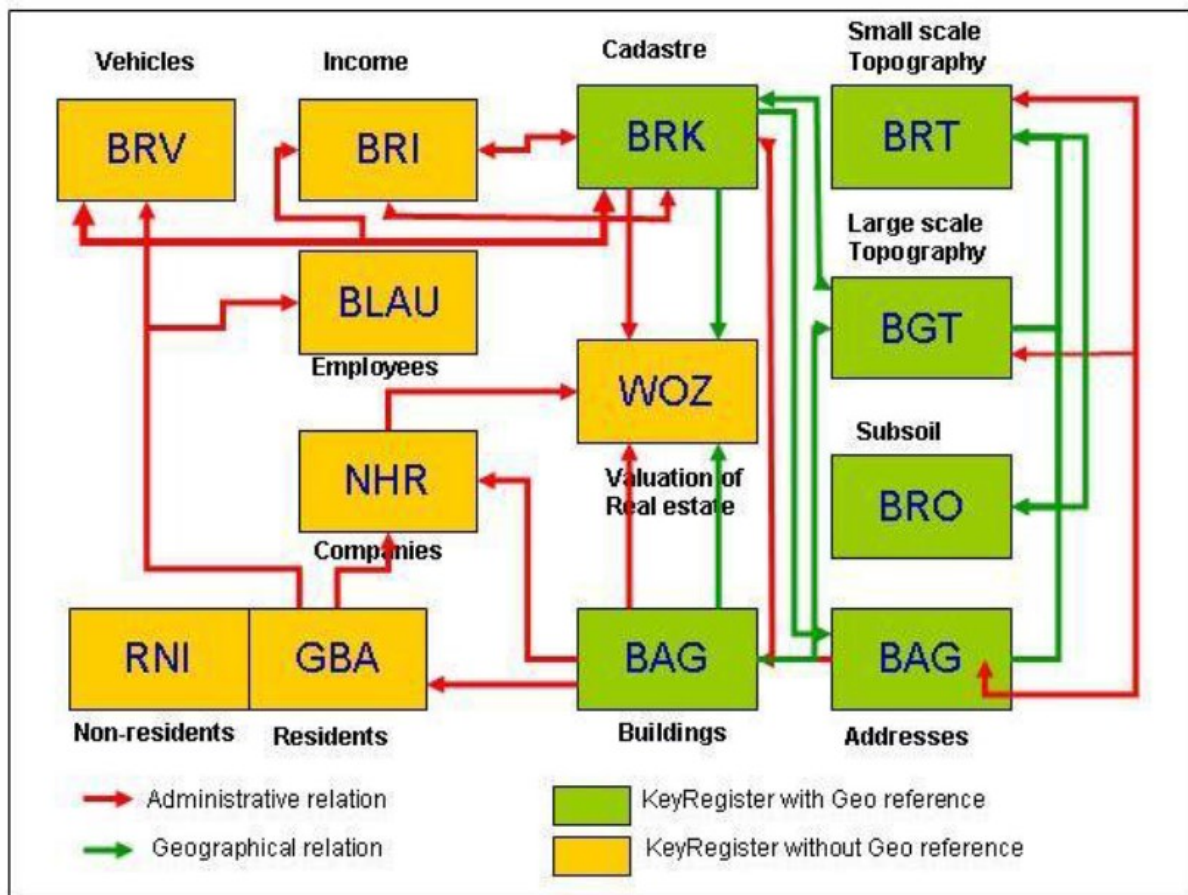 Vehicles
Income
Cadastre
Small scale
Topography
BRV
BRI
BRK
BRT
Large scale
Topography
BLAU
Employees
BGT
WOZ
Valuation of
Real estate
Subsoil
NHR
Companies
BRO
RNI
GBA
BAG
BAG
Non-residents
Residents
Buildings
Addresses
Administrative relation
KeyRegister with Geo reference
Geographical relation
KeyRegister without Geo reference